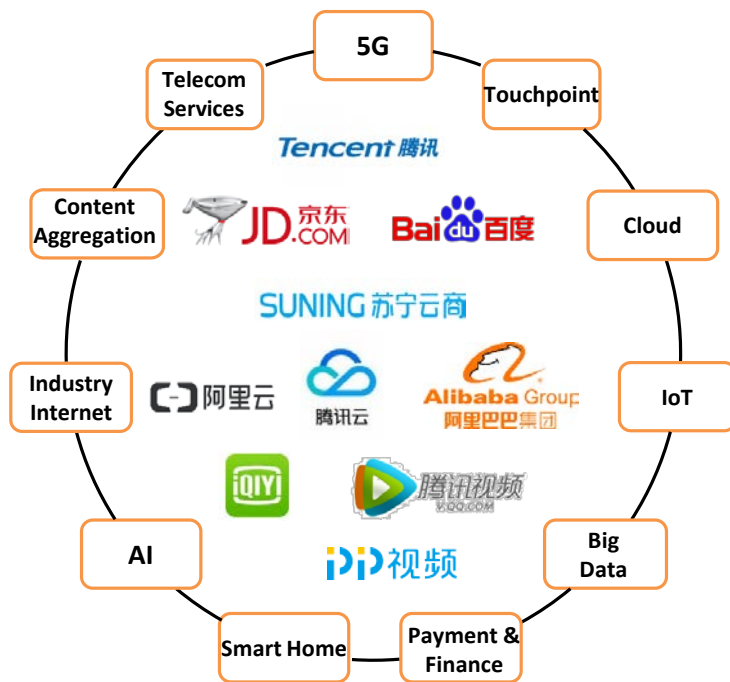 5G
Telecom
Services
Touchpoint
Tencent 腾讯
Content
Aggregation
京东
JD.COM
Bai du 百度
Cloud
SUNING 苏宁云商
Industry
Internet
阿里云
腾讯云
Alibaba Group
阿里巴巴集团
IoT
iQIYI
腾讯视频
V.QQ.COM
AI
PP视频
Big
Data
Smart Home
Payment &
Finance